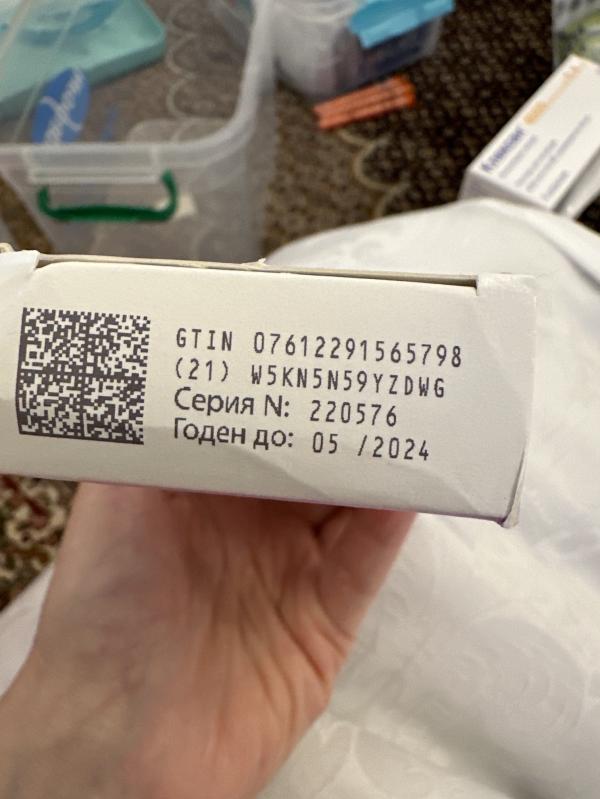 GTIN 07612291565798
(21) W5KN5N59YZDWG
Серия N: 220576
Годен до: 05 /2024